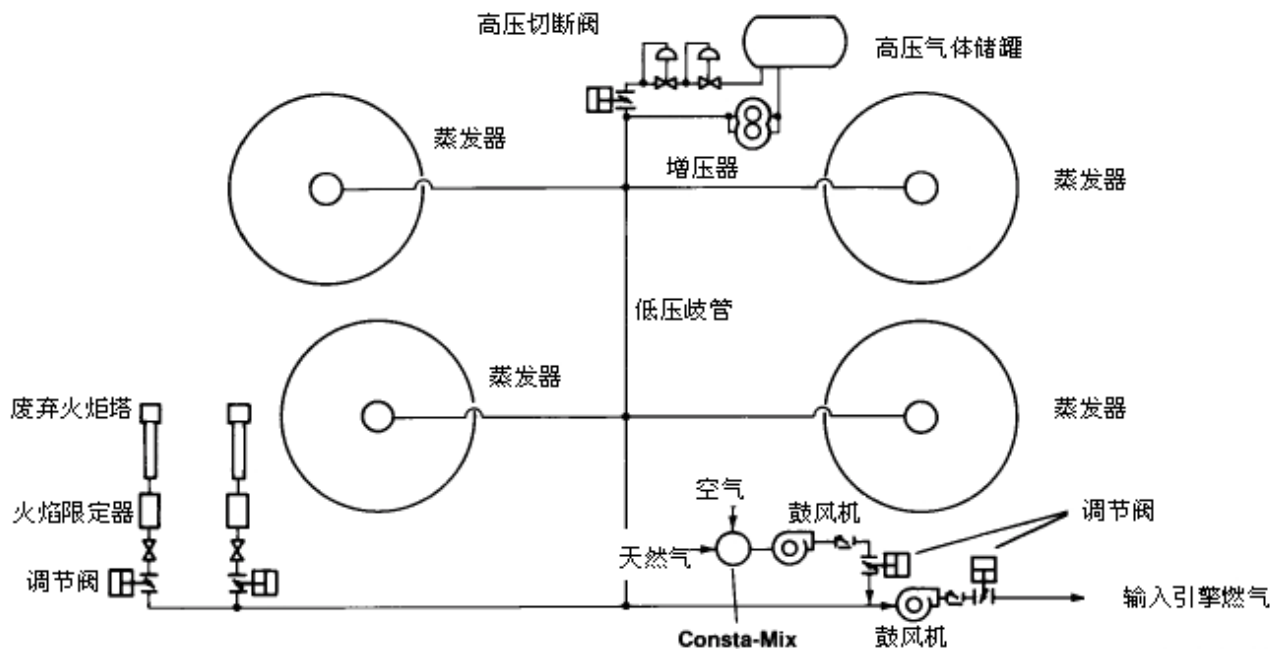 高压切断阀
高压气体储罐
蒸发器
增压器
蒸发器
低压歧管
蒸发器
蒸发器
废弃火炬塔
火焰限定器
调节阀
空气
鼓风机
调节阀
天然气
输入引擎燃气
鼓风机
Consta-Mix